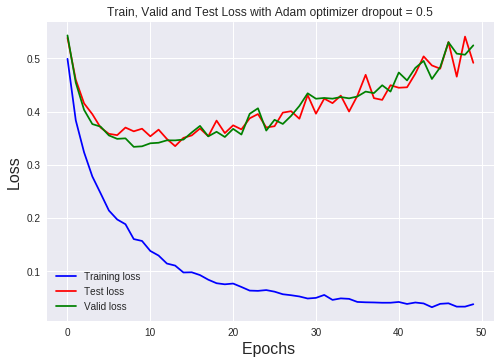 Train, Valid and Test Loss with Adam optimizer dropout = 0.5
0.5
0.4
0.3
0.2
0.1
Loss
Training loss
Test loss
Valid loss
0 10 20 30 40 50
Epochs